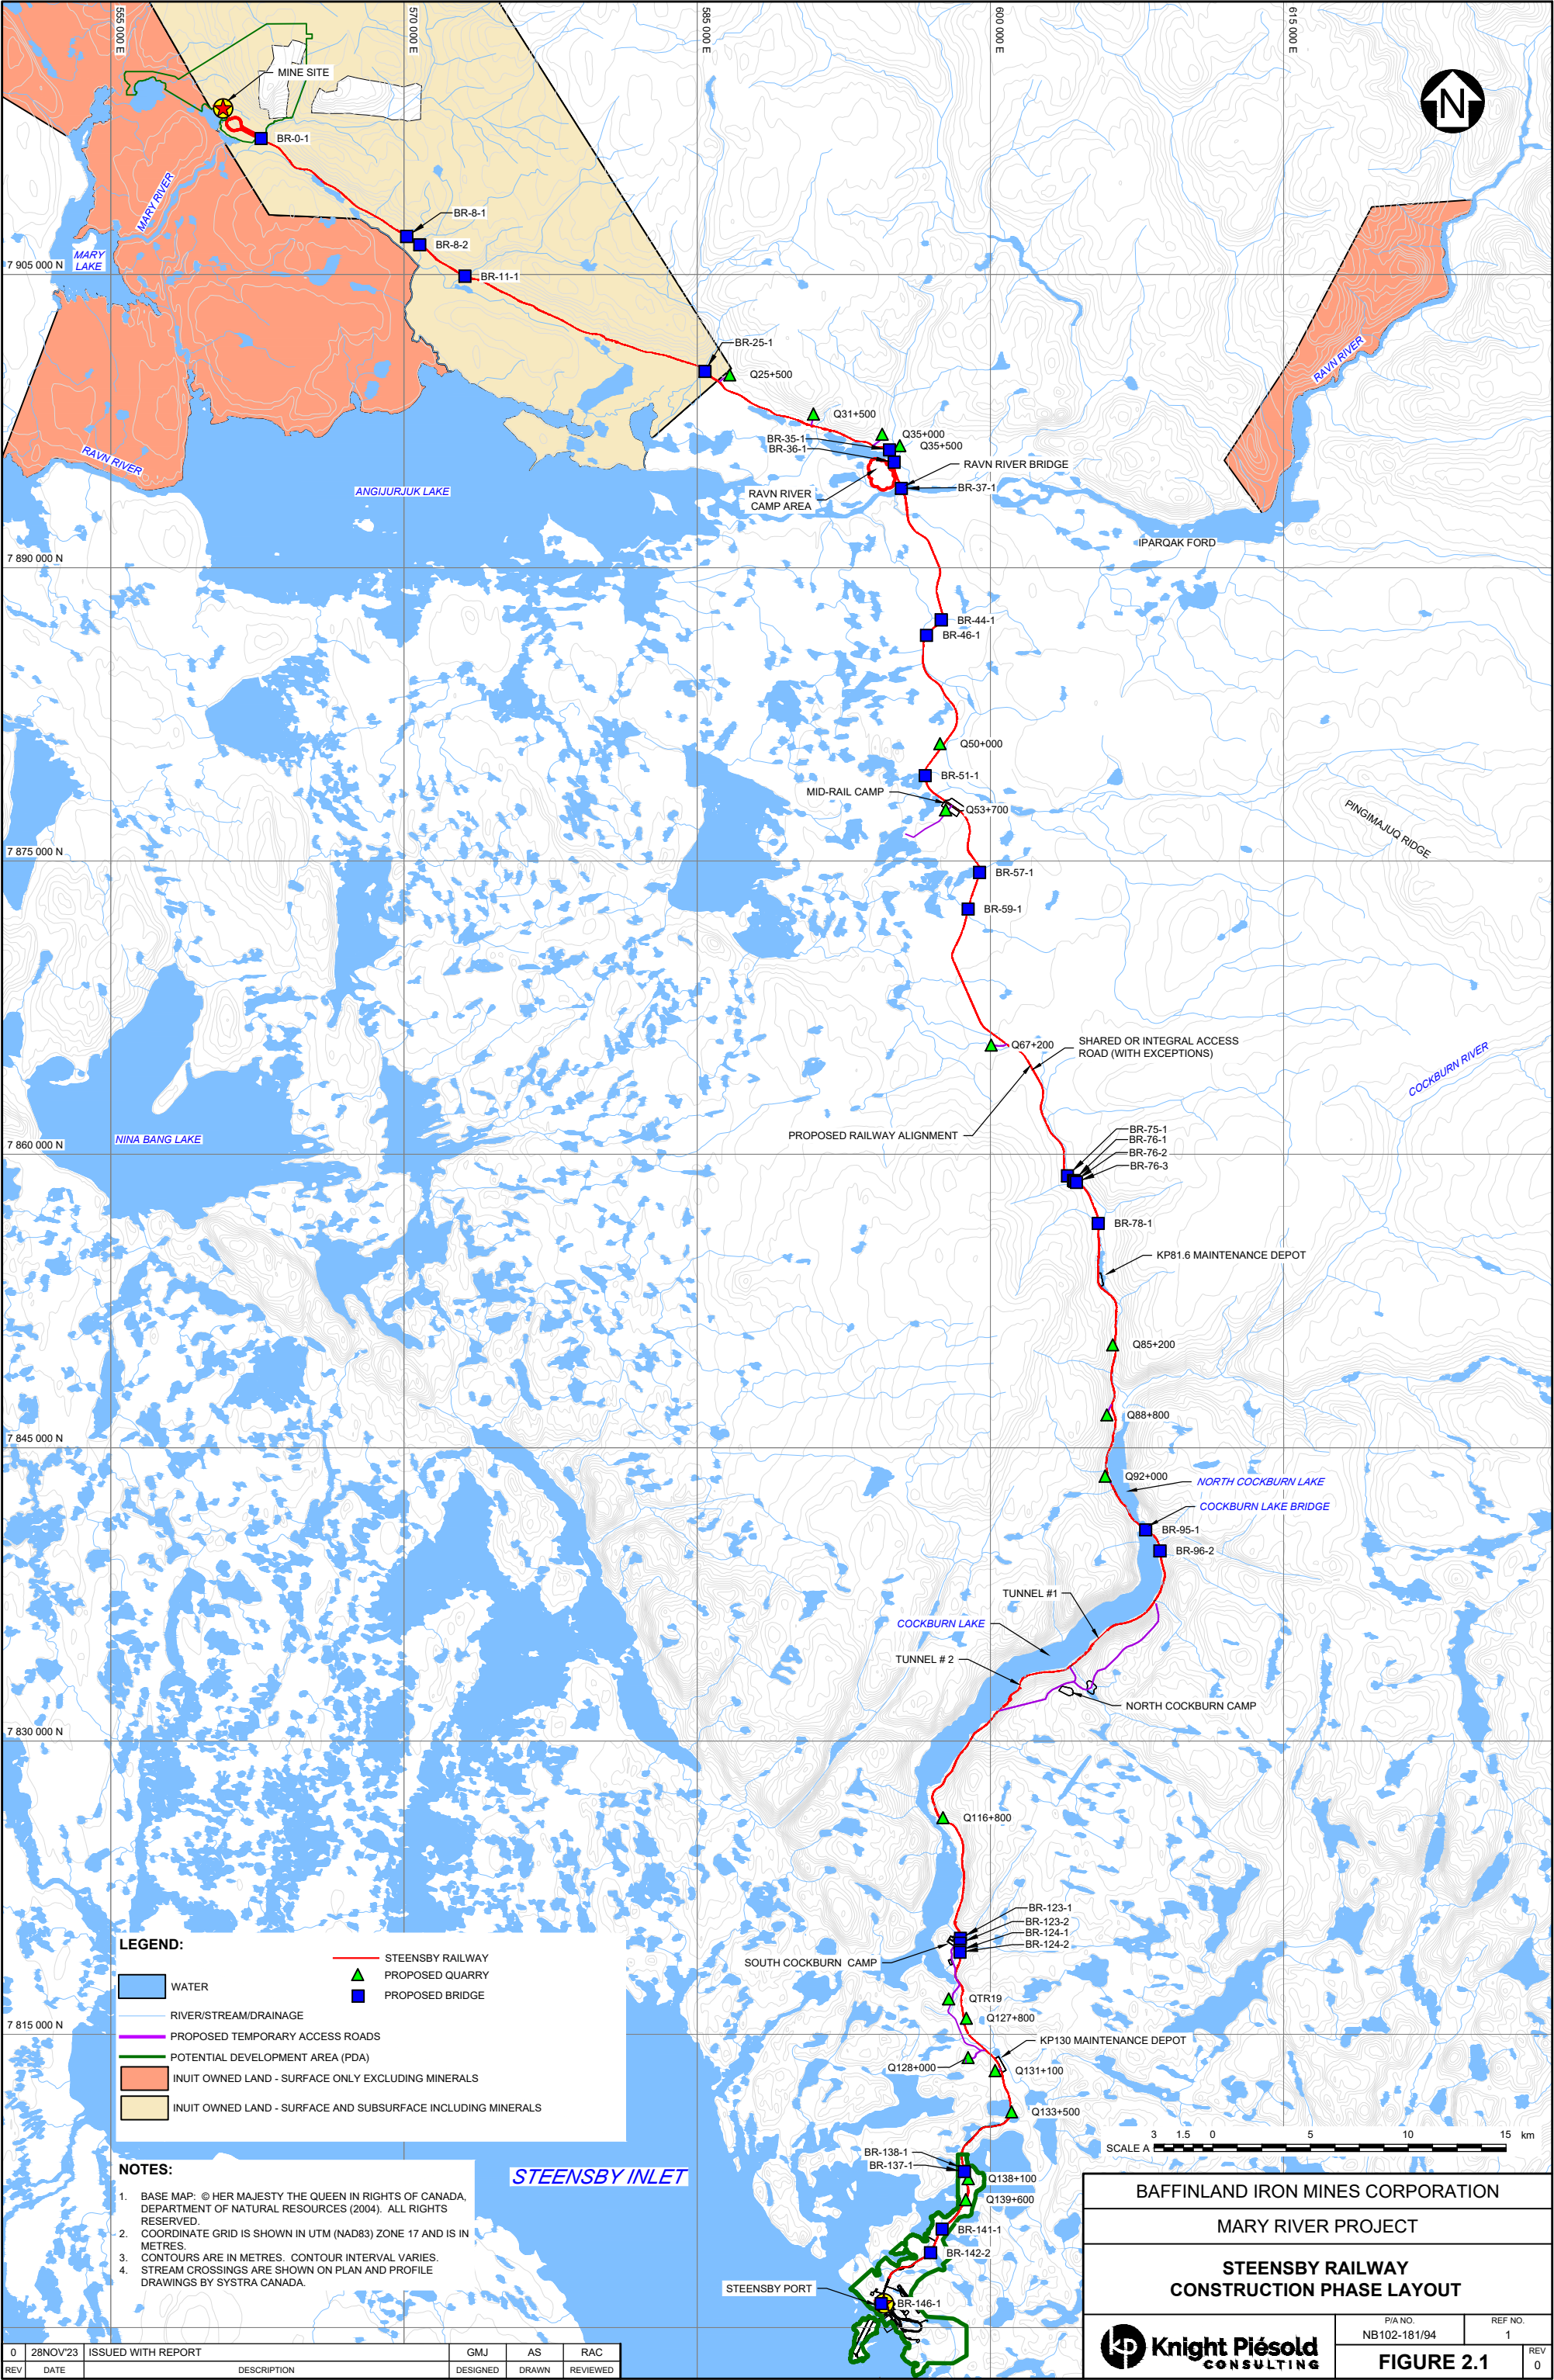 555 000 E
570 000 E
585 000 E
600 000 E
615 000 E
N
MINE SITE
BR-0-1
MARY RIVER
BR-8-1
BR-8-2
MARY
LAKE
7 905 000 N
BR-11-1
BR-25-1
Q25+500
RAVN RIVER
Q31+500
Q35+000
BR-35-1
Q35+500
BR-36-1
RAVN RIVER
RAVN RIVER BRIDGE
ANGIJURJUK LAKE
RAVN RIVER
CAMP AREA
BR-37-1
IPARQAK FORD
7 890 000 N
BR-44-1
BR-46-1
Q50+000
BR-51-1
MID-RAIL CAMP
Q53+700
PINGIMAJUQ RIDGE
7 875 000 N
BR-57-1
BR-59-1
Q67+200
SHARED OR INTEGRAL ACCESS
ROAD (WITH EXCEPTIONS)
COCKBURN RIVER
PROPOSED RAILWAY ALIGNMENT
NINA BANG LAKE
7 860 000 N
BR-75-1
BR-76-1
BR-76-2
BR-76-3
BR-78-1
KP81.6 MAINTENANCE DEPOT
Q85+200
Q88+800
7 845 000 N
Q92+000
NORTH COCKBURN LAKE
COCKBURN LAKE BRIDGE
BR-95-1
BR-96-2
TUNNEL #1
COCKBURN LAKE
TUNNEL # 2
NORTH COCKBURN CAMP
7 830 000 N
Q116+800
BR-123-1
BR-123-2
BR-124-1
BR-124-2
SOUTH COCKBURN CAMP
QTR19
Q127+800
7 815 000 N
KP130 MAINTENANCE DEPOT
Q128+000
Q131+100
Q133+500
BR-138-1
BR-137-1
Q138+100
Q139+600
BR-141-1
BR-142-2
STEENSBY PORT
BR-146-1
STEENSBY INLET
LEGEND:
STEENSBY RAILWAY
PROPOSED QUARRY
WATER
PROPOSED BRIDGE
RIVER/STREAM/DRAINAGE
PROPOSED TEMPORARY ACCESS ROADS
POTENTIAL DEVELOPMENT AREA (PDA)
INUIT OWNED LAND - SURFACE ONLY EXCLUDING MINERALS
INUIT OWNED LAND - SURFACE AND SUBSURFACE INCLUDING MINERALS
NOTES:
1. BASE MAP: © HER MAJESTY THE QUEEN IN RIGHTS OF CANADA,
DEPARTMENT OF NATURAL RESOURCES (2004). ALL RIGHTS
RESERVED.
2. COORDINATE GRID IS SHOWN IN UTM (NAD83) ZONE 17 AND IS IN
METRES.
3. CONTOURS ARE IN METRES. CONTOUR INTERVAL VARIES.
4. STREAM CROSSINGS ARE SHOWN ON PLAN AND PROFILE
DRAWINGS BY SYSTRA CANADA.
SCALE A 3 1.5 0 5 10 15 km
BAFFINLAND IRON MINES CORPORATION
MARY RIVER PROJECT
STEENSBY RAILWAY
CONSTRUCTION PHASE LAYOUT
KP Knight Piésold
CONSULTING
P/A NO.
NB102-181/94
REF NO.
1
FIGURE 2.1
REV
0
0 28NOV'23 ISSUED WITH REPORT GMJ AS RAC
REV DATE DESCRIPTION DESIGNED DRAWN REVIEWED